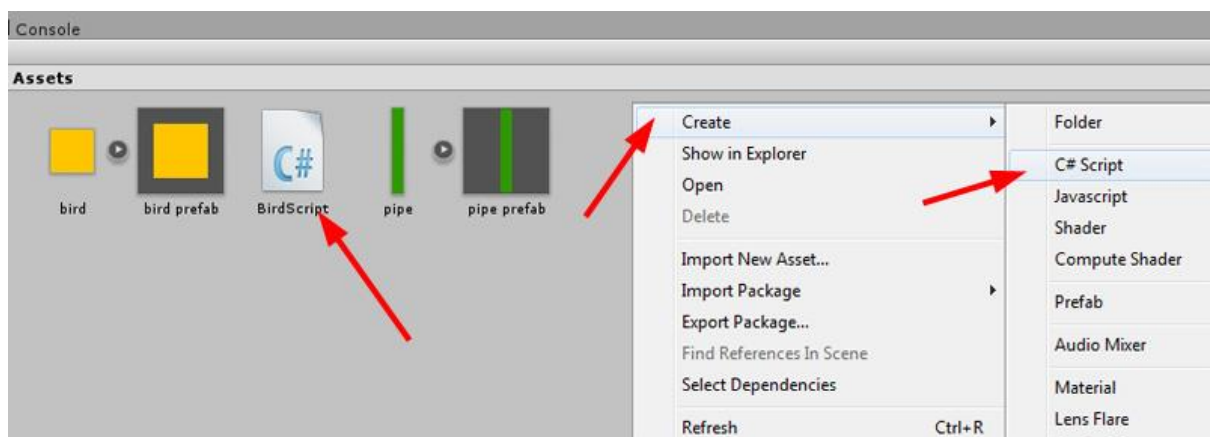 Console
Assets
C#
bird
bird prefab
BirdScript
pipe
pipe prefab
Create
Show in Explorer
Open
Delete
Import New Asset...
Import Package
Export Package...
Find References In Scene
Select Dependencies
Refresh Ctrl+R
Folder
C# Script
Javascript
Shader
Compute Shader
Prefab
Audio Mixer
Material
Lens Flare